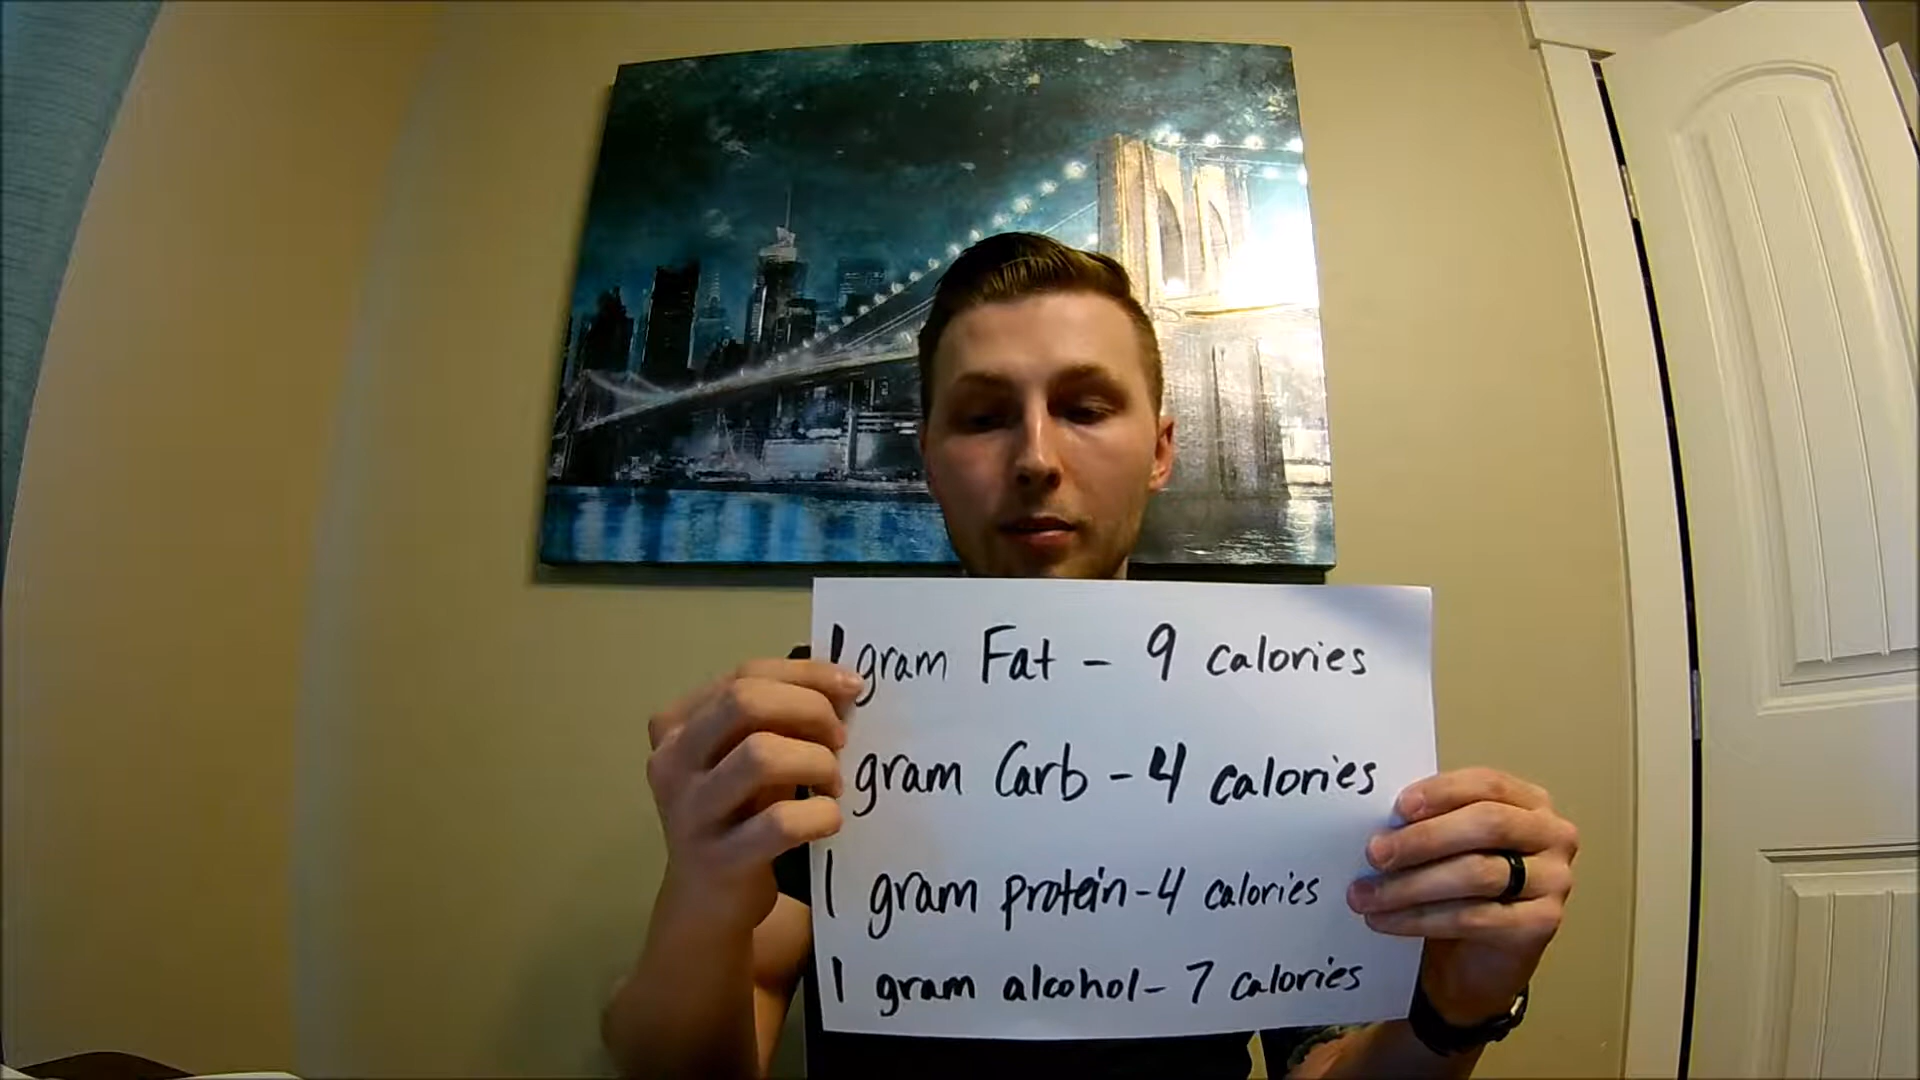 1 gram Fat - 9 calories
gram Carb - 4 calories
1 gram protein - 4 calories
1 gram alcohol - 7 calories